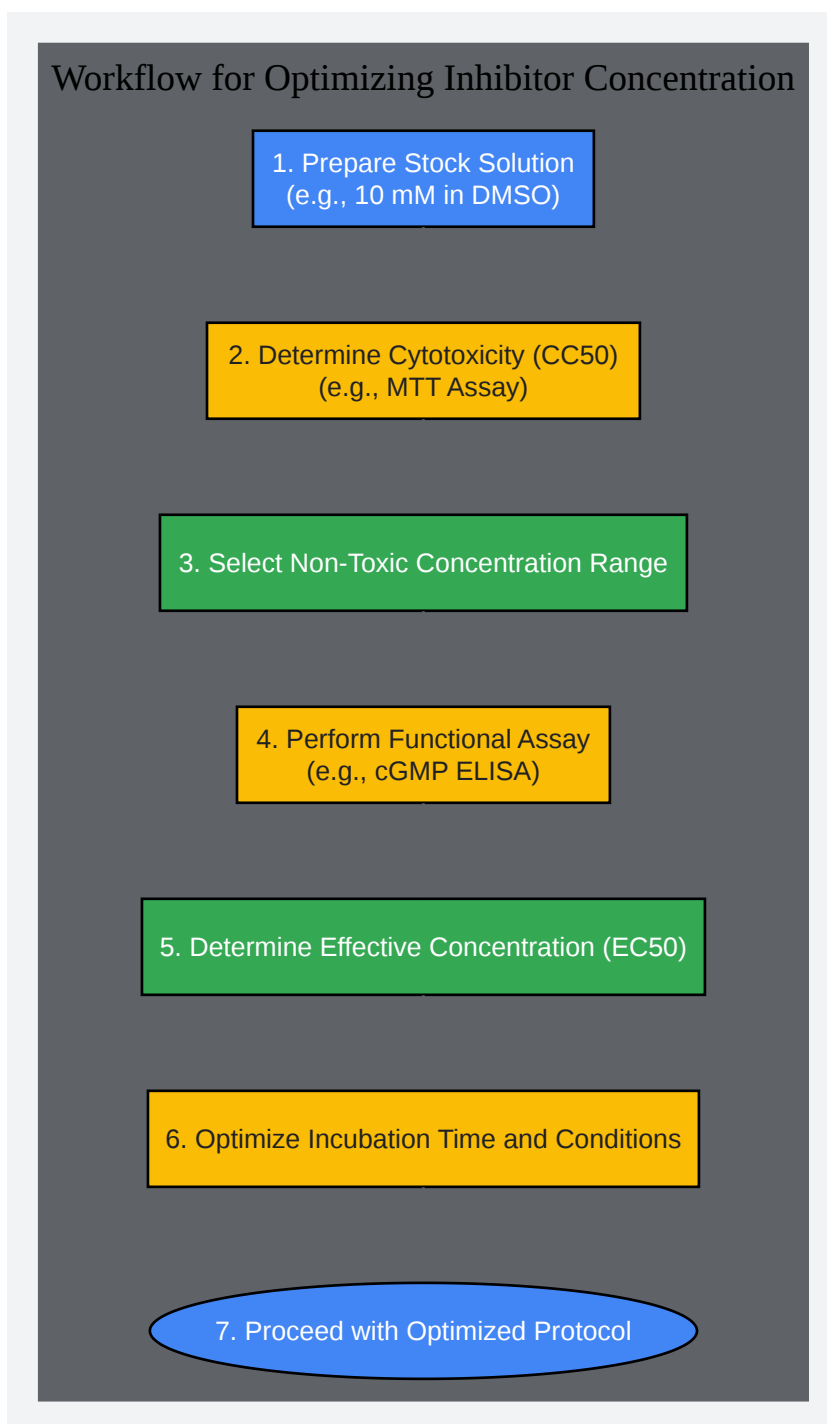 Workflow for Optimizing Inhibitor Concentration
1. Prepare Stock Solution
(e.g., 10 mM in DMSO)
2. Determine Cytotoxicity (CC50)
(e.g., MTT Assay)
3. Select Non-Toxic Concentration Range
4. Perform Functional Assay
(e.g., cGMP ELISA)
5. Determine Effective Concentration (EC50)
6. Optimize Incubation Time and Conditions
7. Proceed with Optimized Protocol